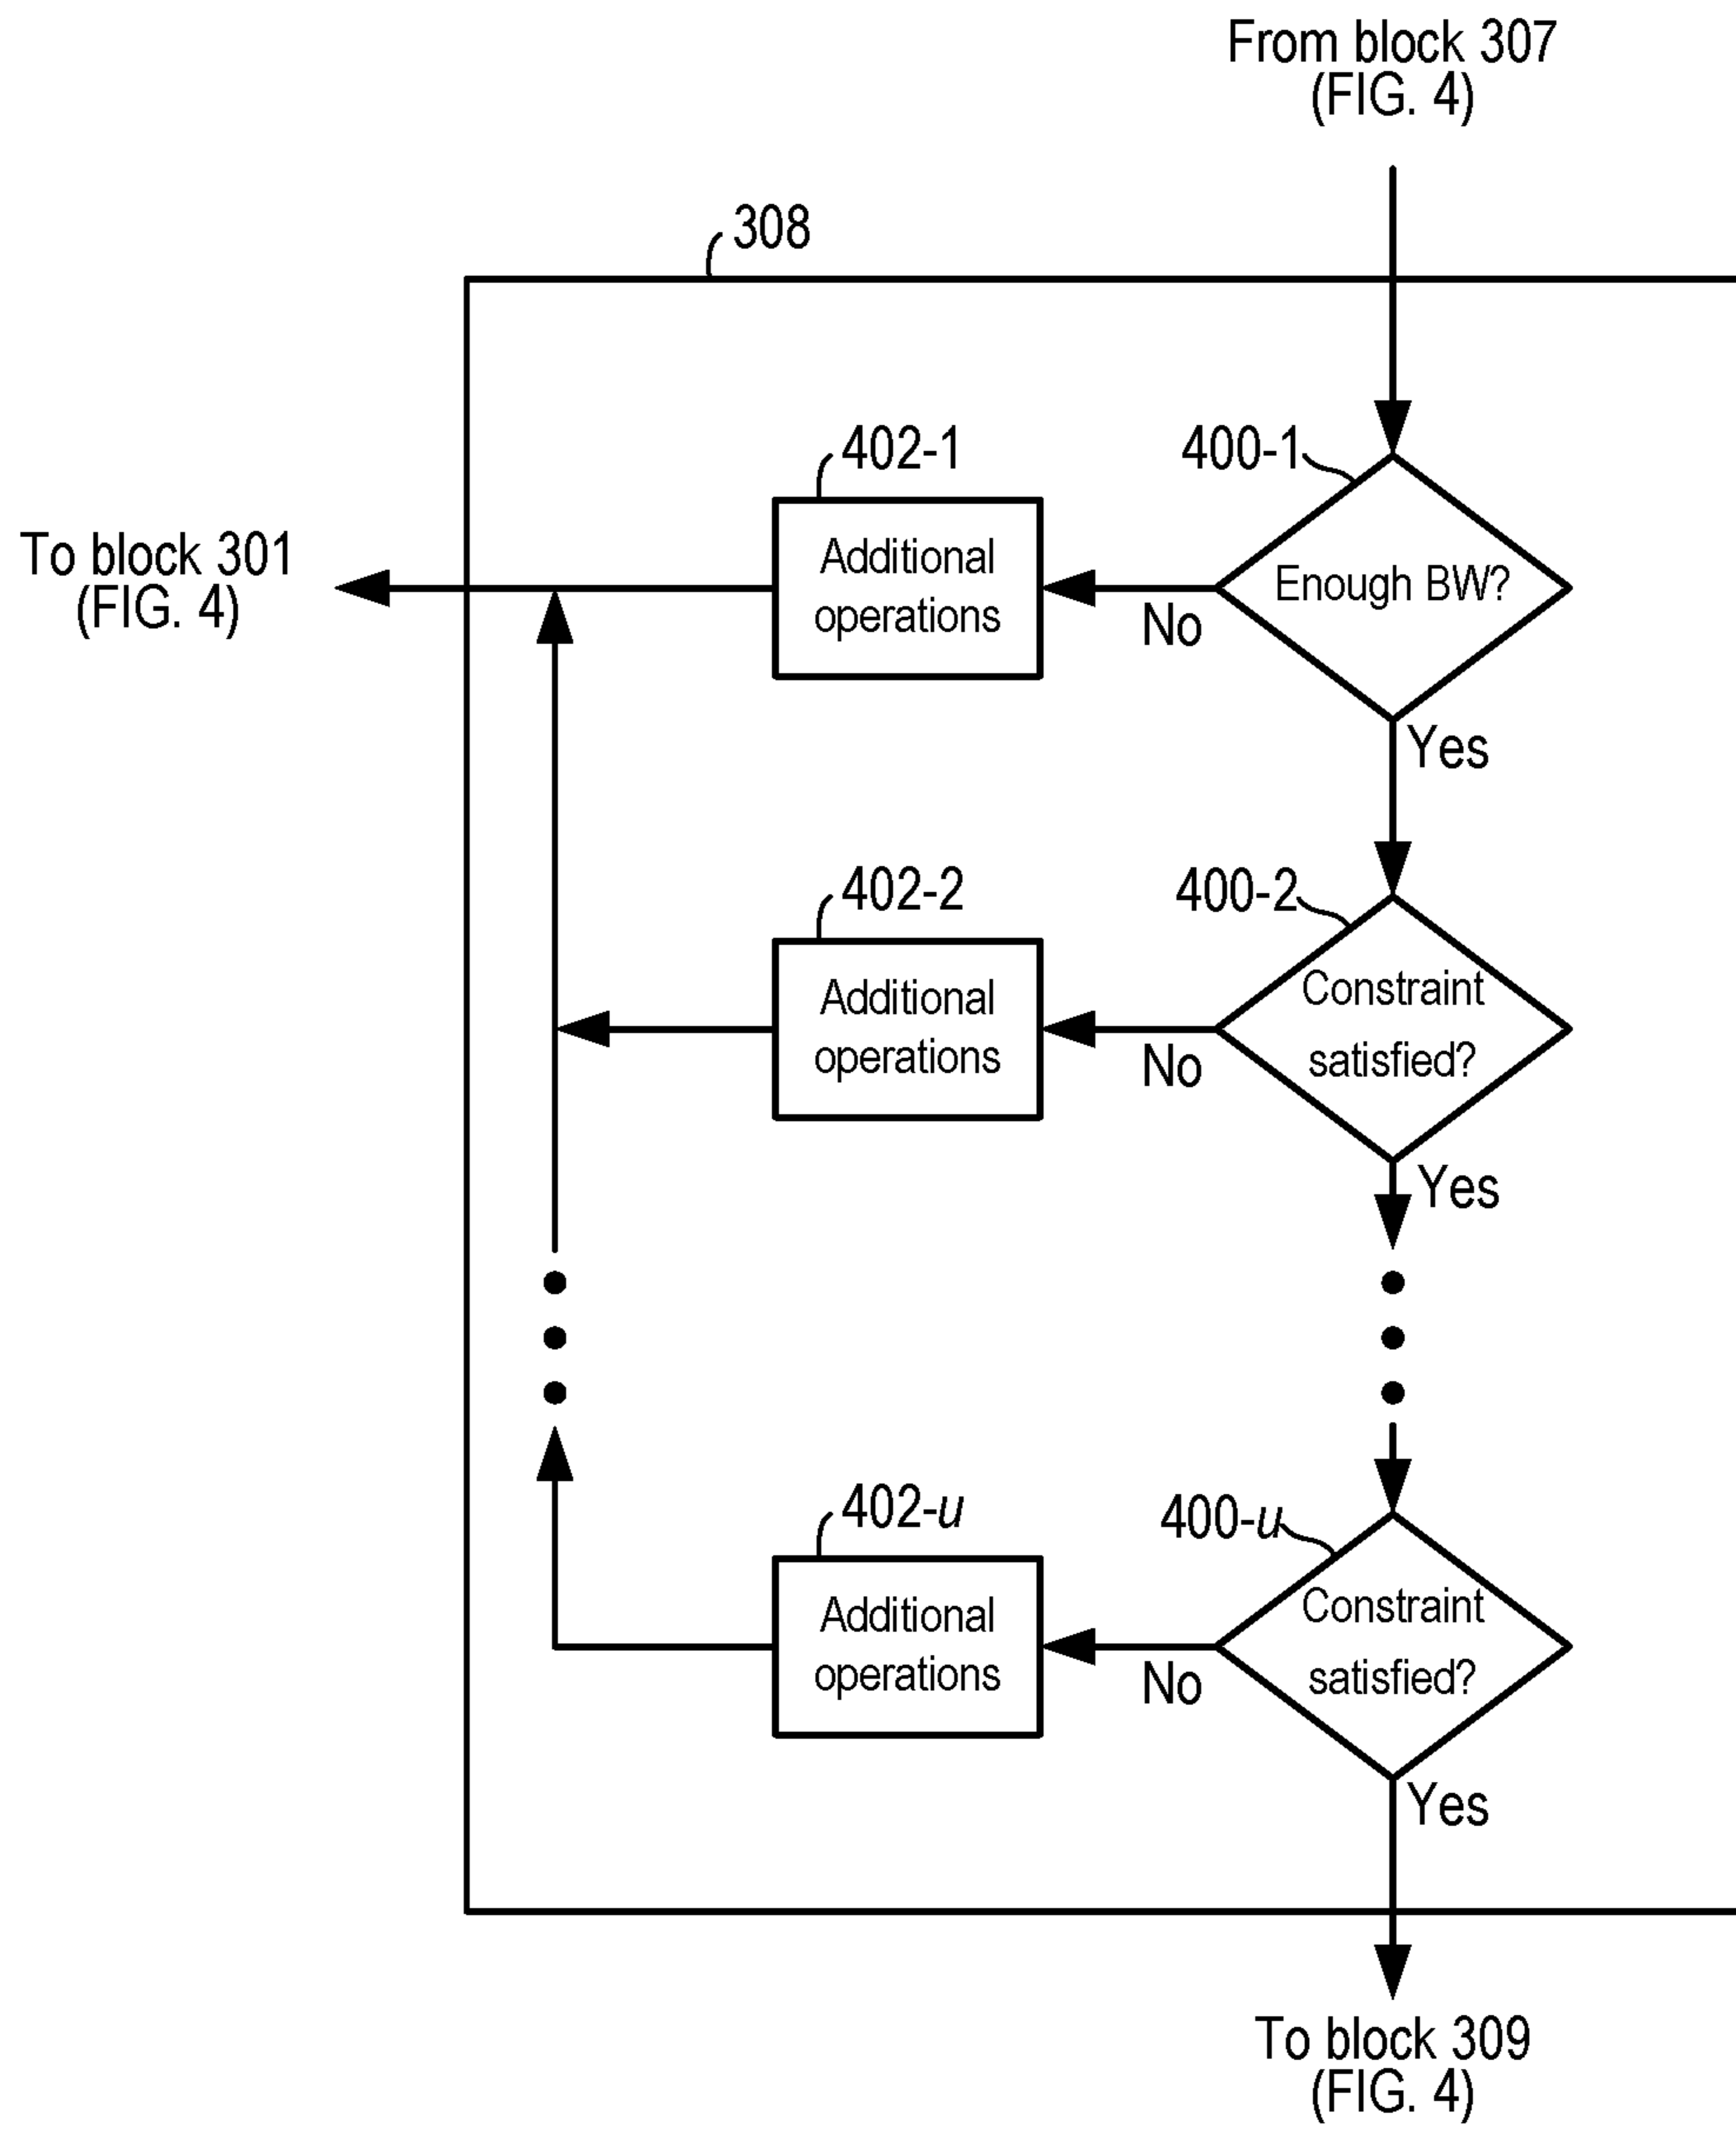 From block 307
(FIG. 4)
308
402-1
400-1
To block 301
(FIG. 4)
Additional
operations
No
Enough BW?
Yes
402-2
400-2
Additional
operations
No
Constraint
satisfied?
Yes
402-u
400-u
Additional
operations
No
Constraint
satisfied?
Yes
To block 309
(FIG. 4)